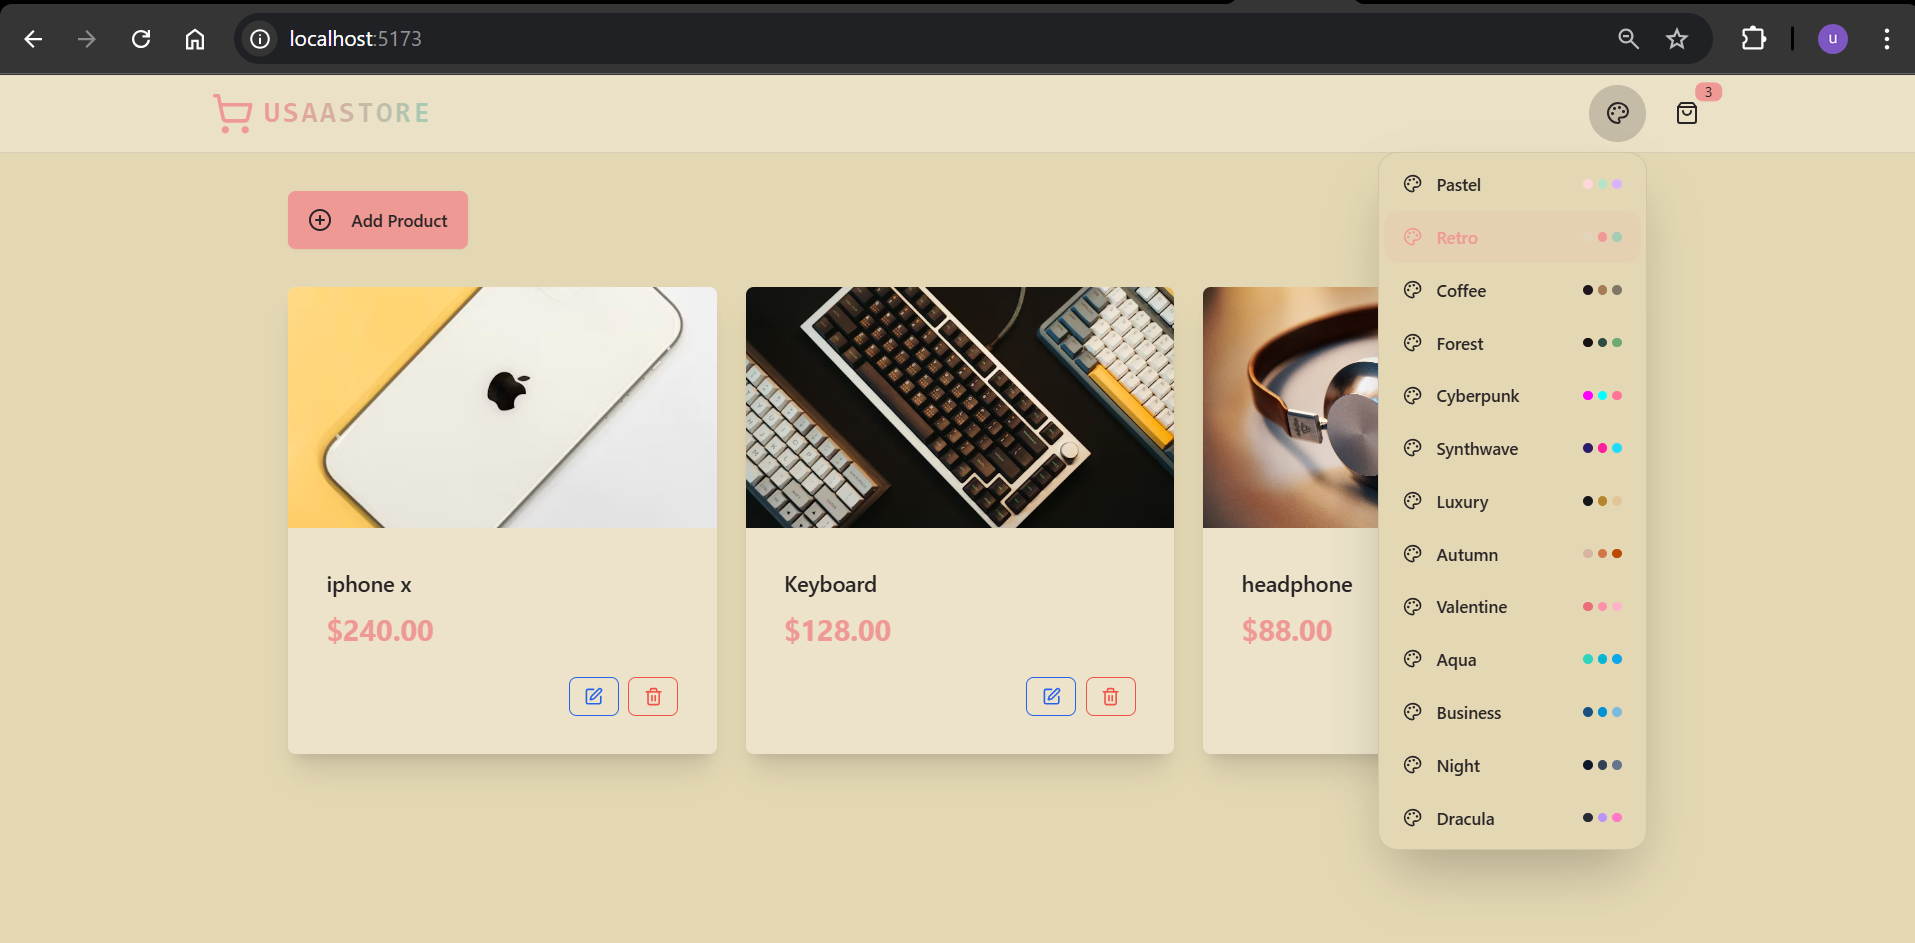 localhost:5173
u
USAASTORE
3
Add Product
Pastel
Retro
Coffee
Forest
Cyberpunk
Synthwave
Luxury
Autumn
Valentine
Aqua
Business
Night
Dracula
iphone x
$240.00
Keyboard
$128.00
headphone
$88.00